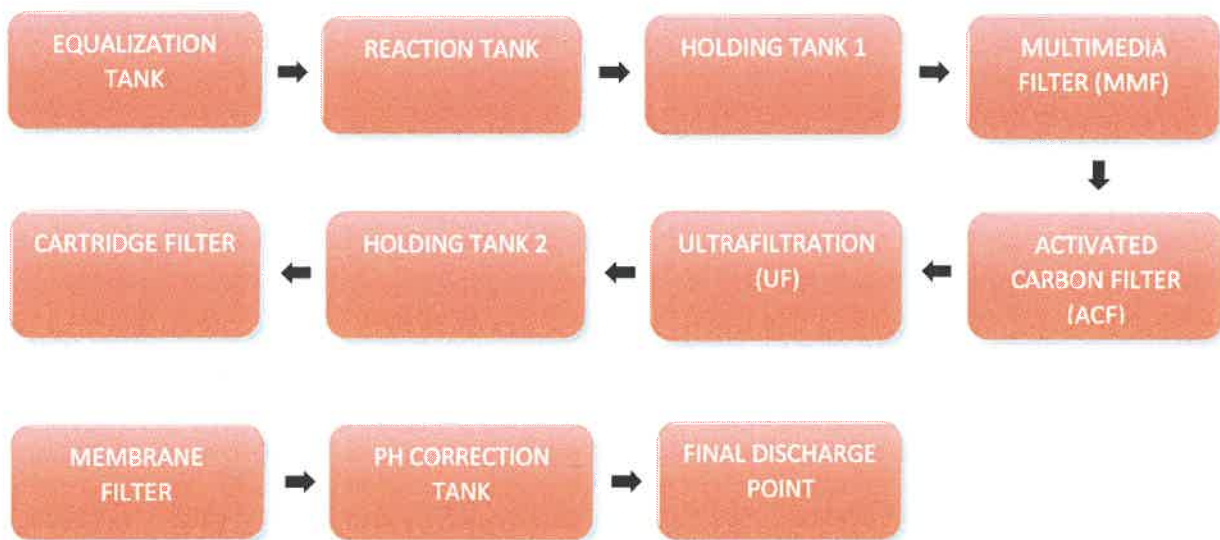 EQUALIZATION
TANK
REACTION TANK
HOLDING TANK 1
MULTIMEDIA
FILTER (MMF)
CARTRIDGE FILTER
HOLDING TANK 2
ULTRAFILTRATION
(UF)
ACTIVATED
CARBON FILTER
(ACF)
MEMBRANE
FILTER
PH CORRECTION
TANK
FINAL DISCHARGE
POINT